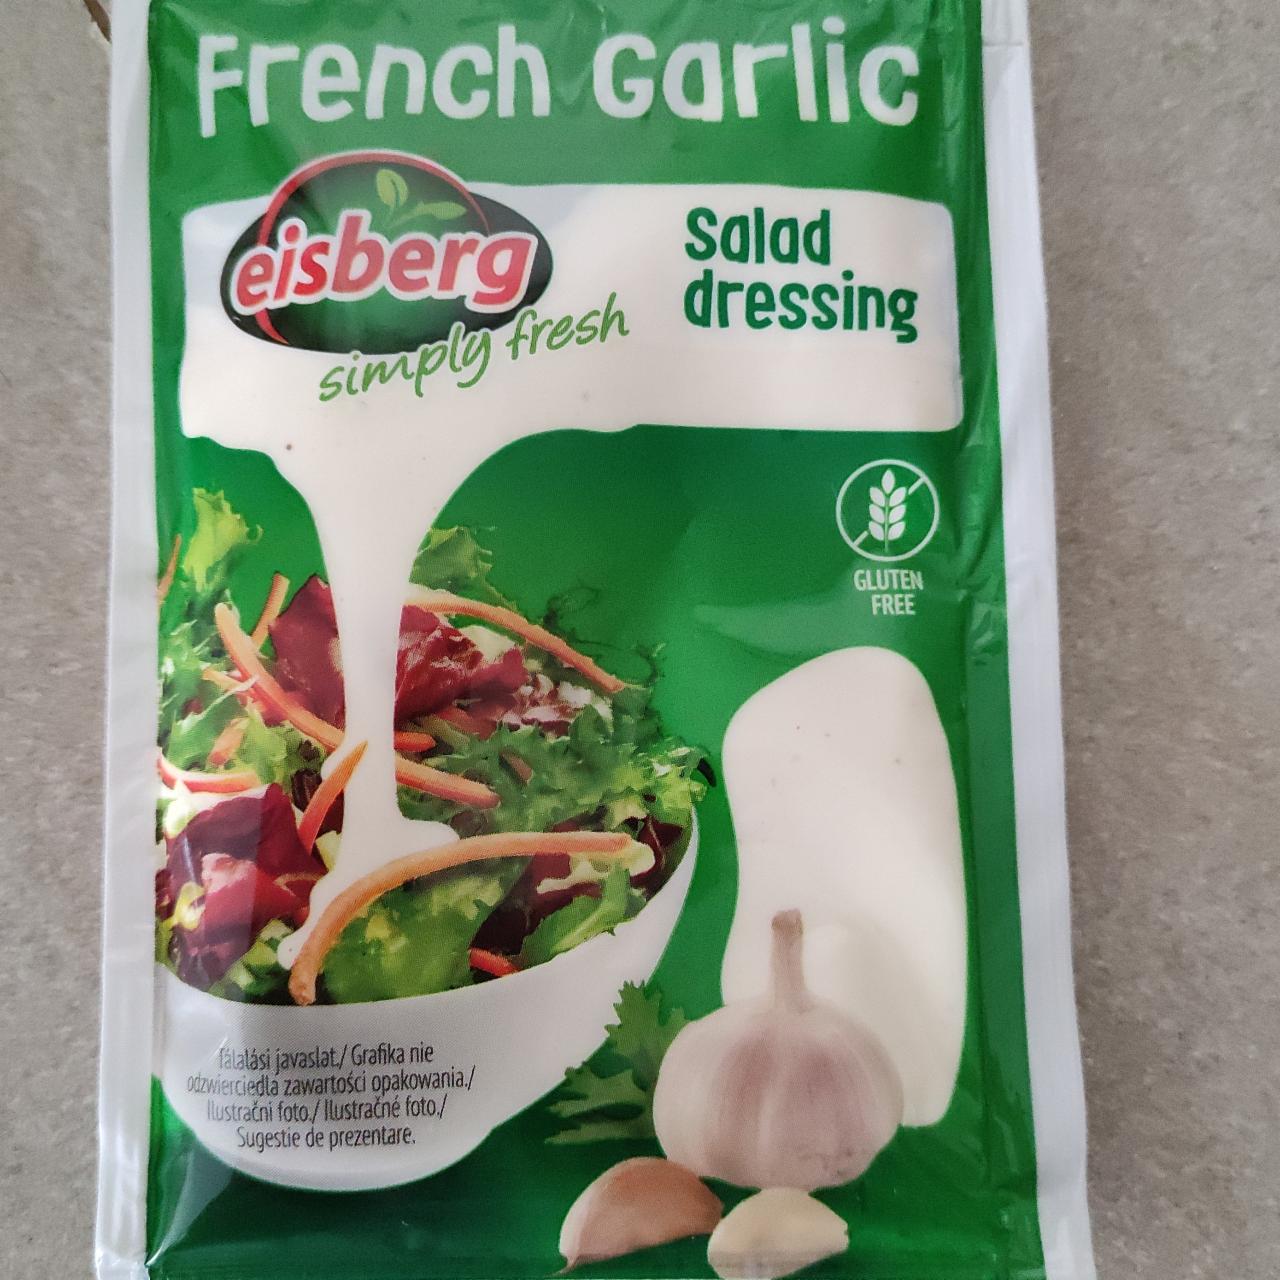 French Garlic
eisberg
simply fresh
Salad
dressing
GLUTEN
FREE
Tálalási javaslat./ Grafika nie
odzwierciedla zawartości opakowania./
Ilustrační foto./ Ilustračné foto./
Sugestie de prezentare.